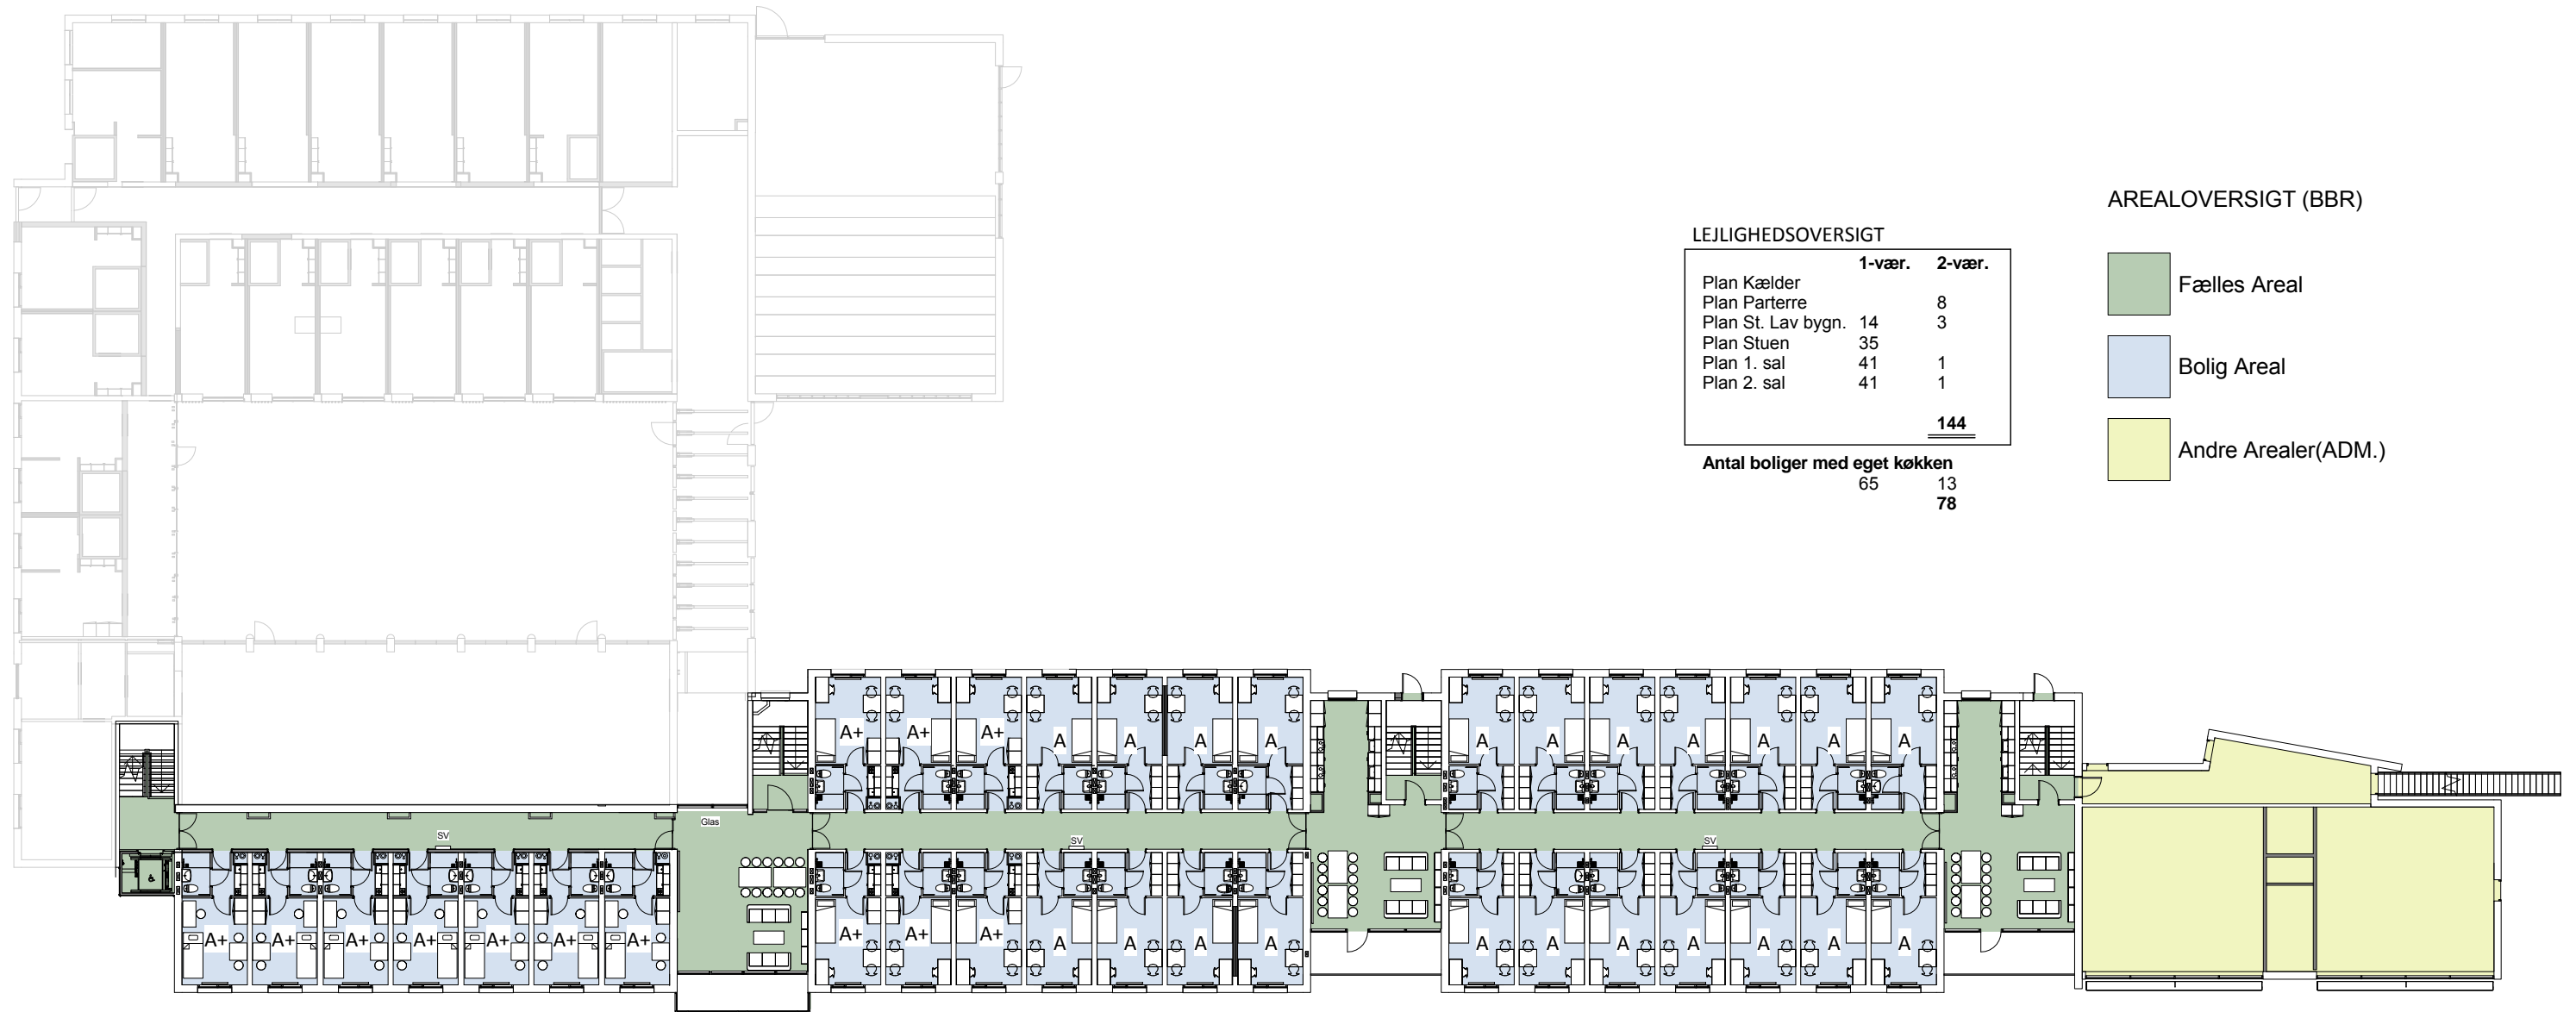 AREALOVERSIGT (BBR)
Fælles Areal
Bolig Areal
Andre Arealer(ADM.)
LEJLIGHEDSOVERSIGT
1-vær. 2-vær.
Plan Kælder
Plan Parterre 8
Plan St. Lav bygn. 14 3
Plan Stuen 35
Plan 1. sal 41 1
Plan 2. sal 41 1
144
Antal boliger med eget køkken
65 13
78
A+ A+ A+ A A A A A A A A A A A
Glas
SV SV SV
A+ A+ A+ A+ A+ A+ A+ A+ A+ A+ A A A A A A A A A A A